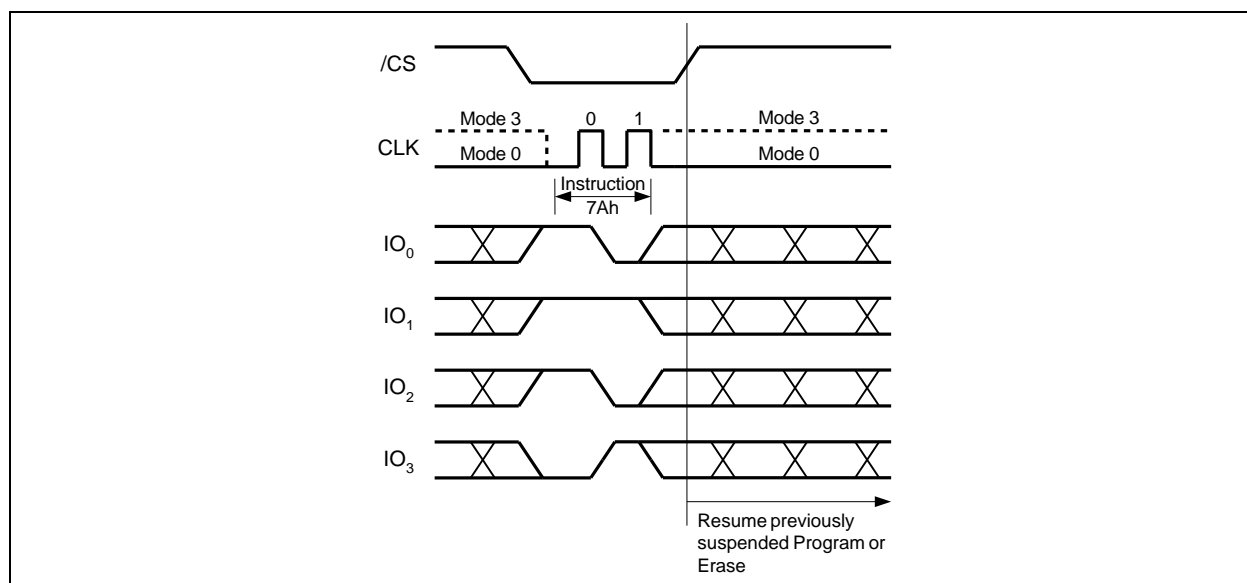 /CS
Mode 3 0 1 Mode 3
CLK
Mode 0 Mode 0
Instruction
7Ah
IO0
IO1
IO2
IO3
Resume previously
suspended Program or
Erase